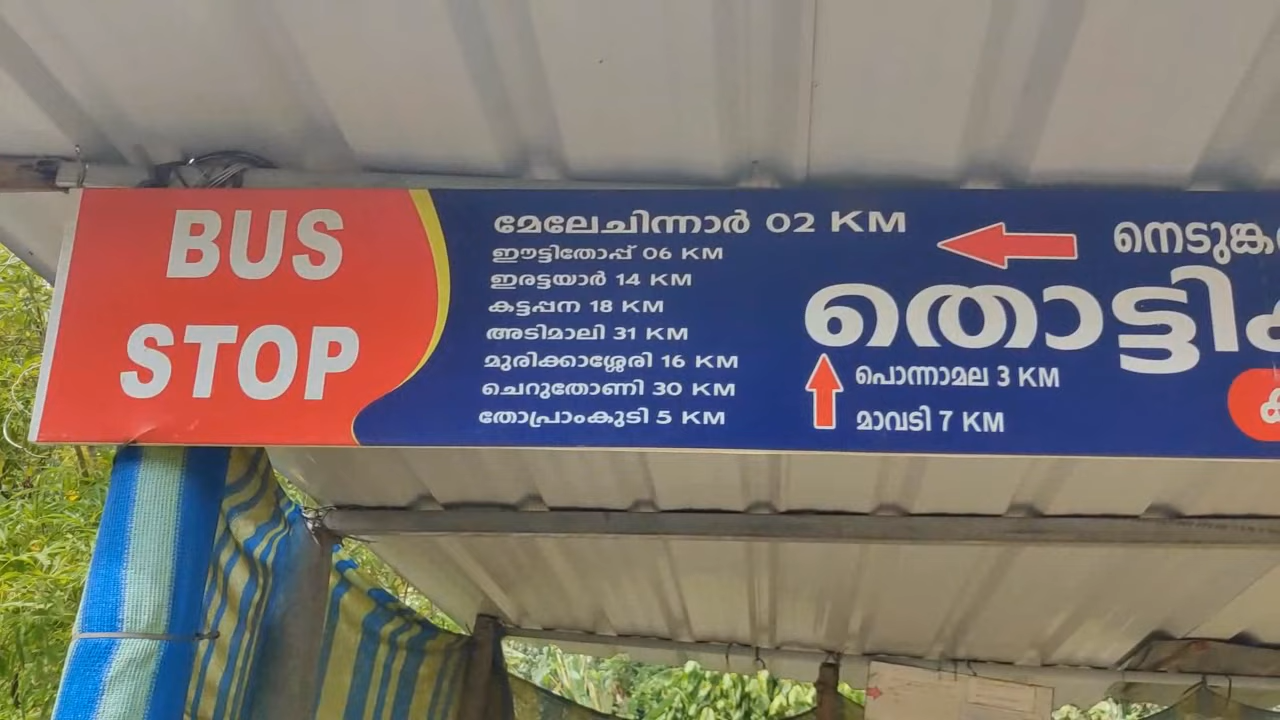 BUS
STOP
മേലേചിന്നാർ 02 KM
ഈട്ടിതോപ്പ് 06 KM
ഇരട്ടയാർ 14 KM
കട്ടപ്പന 18 KM
അടിമാലി 31 KM
മുരിക്കാശ്ശേരി 16 KM
ചെറുതോണി 30 KM
തോപ്രാംകുടി 5 KM
പൊന്നാമല 3 KM
മാവടി 7 KM